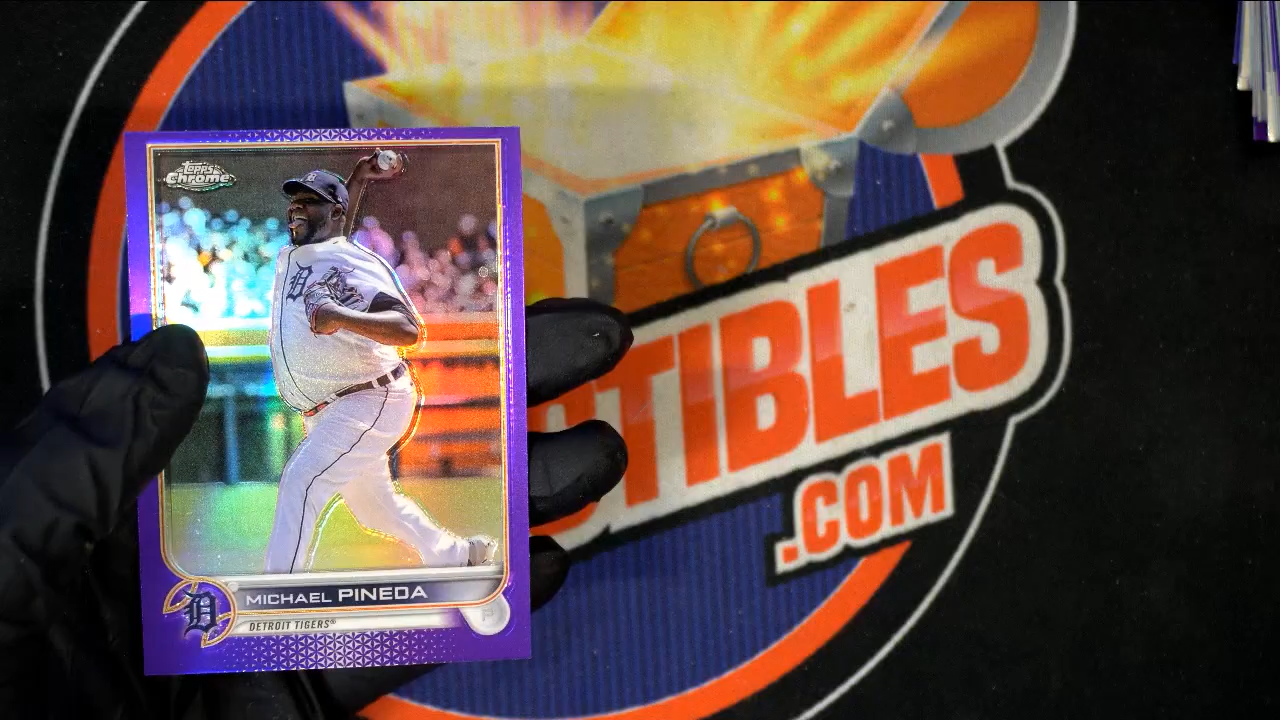 Topps
Chrome
D
MICHAEL PINEDA
D
DETROIT TIGERS®
P
TIBLES
.COM